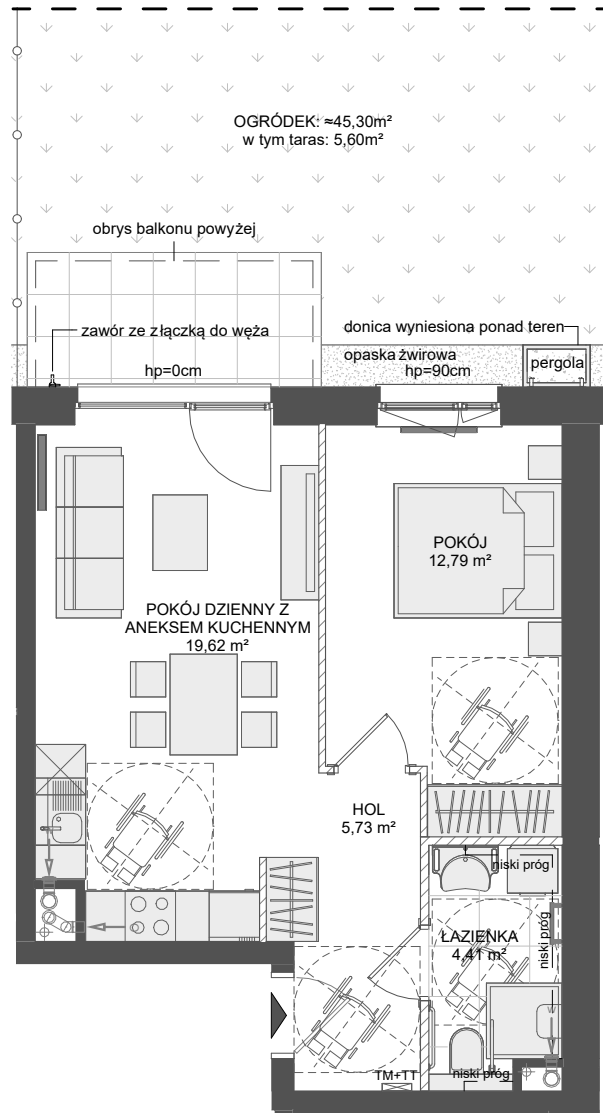 OGRÓDEK: ≈45,30m²
w tym taras: 5,60m²
obrys balkonu powyżej
zawór ze złączką do węża
donica wyniesiona ponad teren
opaska żwirowa
hp=0cm
hp=90cm
pergola
POKÓJ
12,79 m²
POKÓJ DZIENNY Z
ANEKSEM KUCHENNYM
19,62 m²
HOL
5,73 m²
niski próg
niski próg
ŁAZIENKA
4,41 m²
TM+TT
niski próg